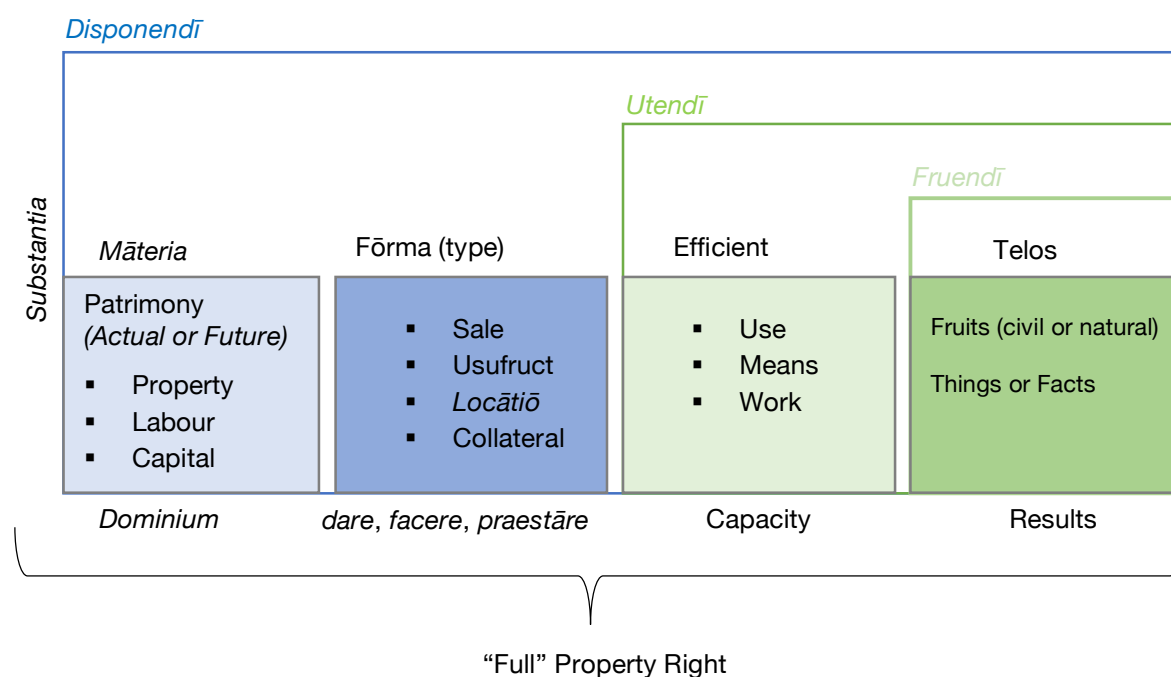 Disponendī
Utendī
Fruendī
Substantia
Māteria
Fōrma (type)
Efficient
Telos
Patrimony
(Actual or Future)
▪ Property
▪ Labour
▪ Capital
▪ Sale
▪ Usufruct
▪ Locātiō
▪ Collateral
▪ Use
▪ Means
▪ Work
Fruits (civil or natural)
Things or Facts
Dominium
dare, facere, praestāre
Capacity
Results
“Full” Property Right